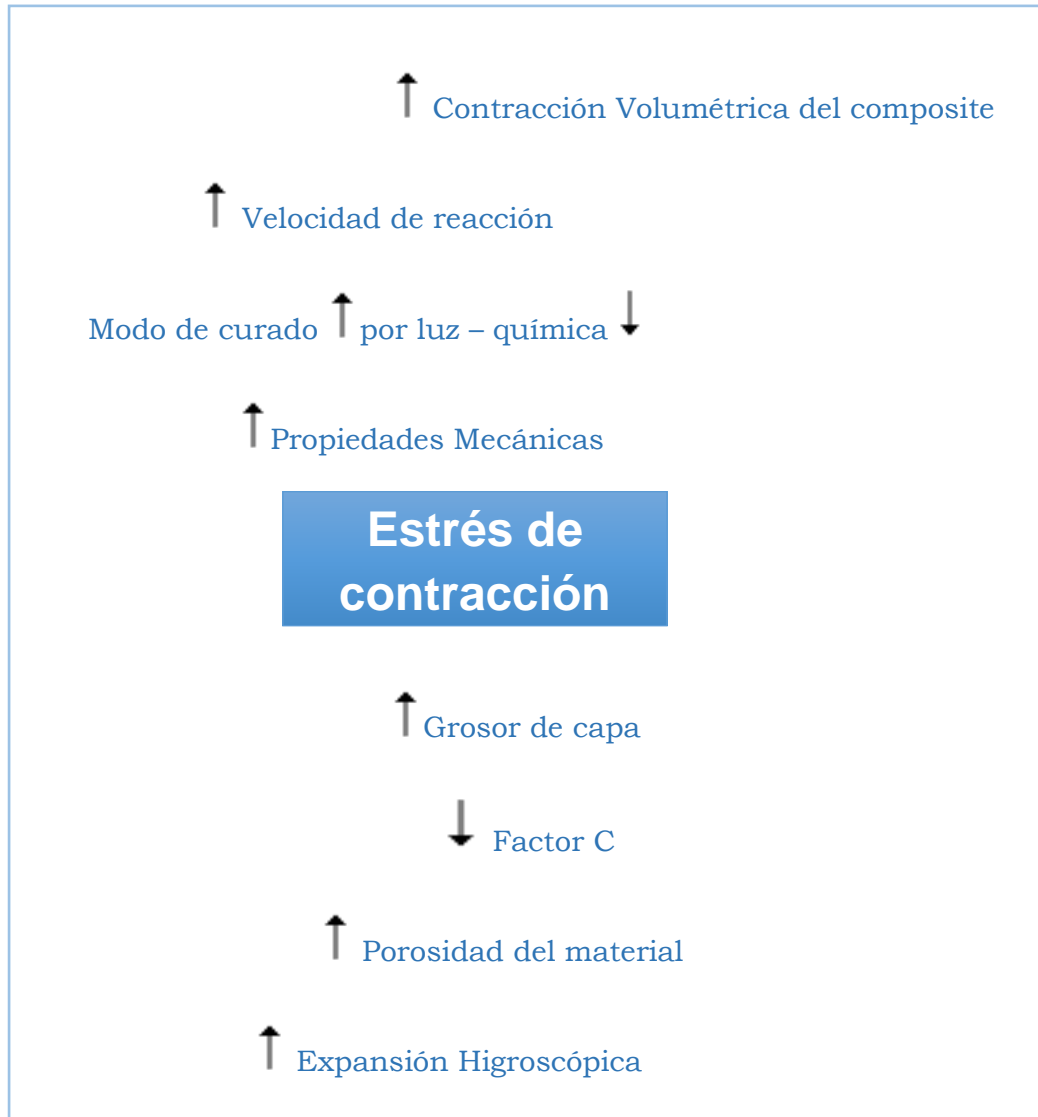 ↑ Contracción Volumétrica del composite
↑ Velocidad de reacción
Modo de curado ↑ por luz – química ↓
↑ Propiedades Mecánicas
Estrés de
contracción
↑ Grosor de capa
↓ Factor C
↑ Porosidad del material
↑ Expansión Higroscópica